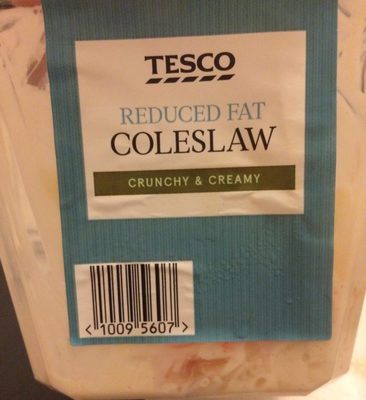 TESCO
REDUCED FAT
COLESLAW
CRUNCHY & CREAMY
<1009 5607>